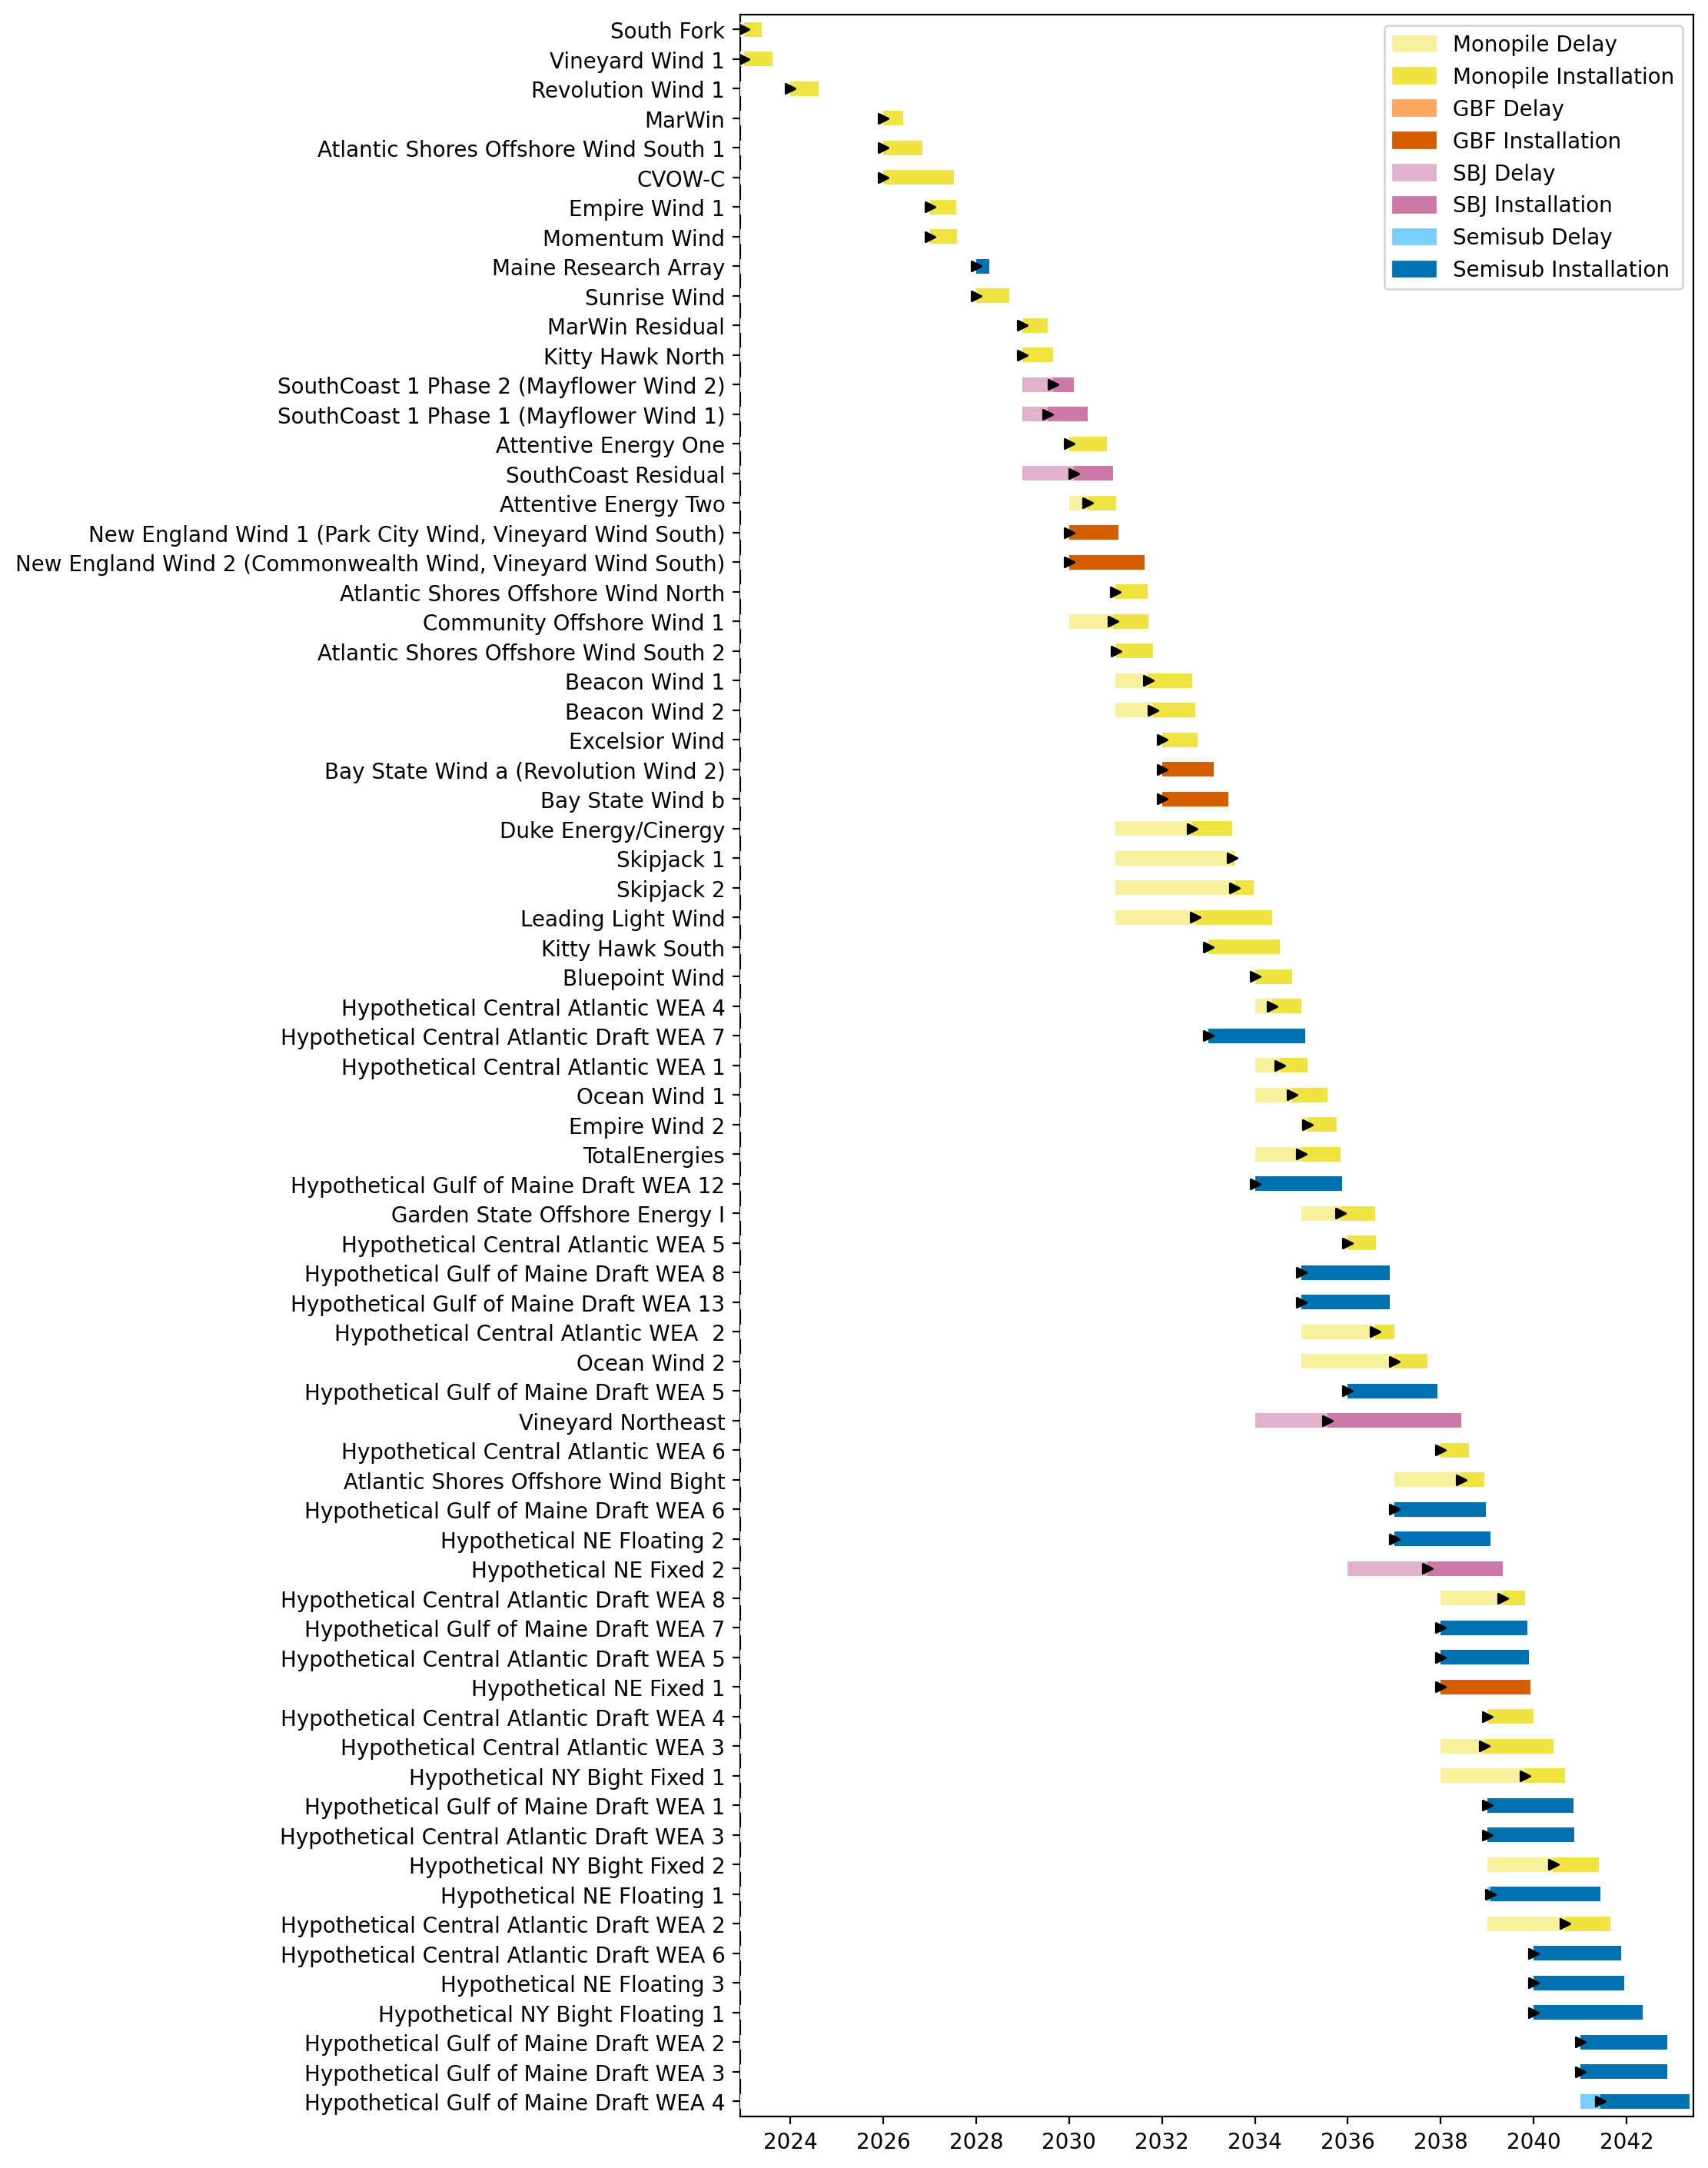 South Fork
Vineyard Wind 1
Revolution Wind 1
MarWin
Atlantic Shores Offshore Wind South 1
CVOW-C
Empire Wind 1
Momentum Wind
Maine Research Array
Sunrise Wind
MarWin Residual
Kitty Hawk North
SouthCoast 1 Phase 2 (Mayflower Wind 2)
SouthCoast 1 Phase 1 (Mayflower Wind 1)
Attentive Energy One
SouthCoast Residual
Attentive Energy Two
New England Wind 1 (Park City Wind, Vineyard Wind South)
New England Wind 2 (Commonwealth Wind, Vineyard Wind South)
Atlantic Shores Offshore Wind North
Community Offshore Wind 1
Atlantic Shores Offshore Wind South 2
Beacon Wind 1
Beacon Wind 2
Excelsior Wind
Bay State Wind a (Revolution Wind 2)
Bay State Wind b
Duke Energy/Cinergy
Skipjack 1
Skipjack 2
Leading Light Wind
Kitty Hawk South
Bluepoint Wind
Hypothetical Central Atlantic WEA 4
Hypothetical Central Atlantic Draft WEA 7
Hypothetical Central Atlantic WEA 1
Ocean Wind 1
Empire Wind 2
TotalEnergies
Hypothetical Gulf of Maine Draft WEA 12
Garden State Offshore Energy I
Hypothetical Central Atlantic WEA 5
Hypothetical Gulf of Maine Draft WEA 8
Hypothetical Gulf of Maine Draft WEA 13
Hypothetical Central Atlantic WEA  2
Ocean Wind 2
Hypothetical Gulf of Maine Draft WEA 5
Vineyard Northeast
Hypothetical Central Atlantic WEA 6
Atlantic Shores Offshore Wind Bight
Hypothetical Gulf of Maine Draft WEA 6
Hypothetical NE Floating 2
Hypothetical NE Fixed 2
Hypothetical Central Atlantic Draft WEA 8
Hypothetical Gulf of Maine Draft WEA 7
Hypothetical Central Atlantic Draft WEA 5
Hypothetical NE Fixed 1
Hypothetical Central Atlantic Draft WEA 4
Hypothetical Central Atlantic WEA 3
Hypothetical NY Bight Fixed 1
Hypothetical Gulf of Maine Draft WEA 1
Hypothetical Central Atlantic Draft WEA 3
Hypothetical NY Bight Fixed 2
Hypothetical NE Floating 1
Hypothetical Central Atlantic Draft WEA 2
Hypothetical Central Atlantic Draft WEA 6
Hypothetical NE Floating 3
Hypothetical NY Bight Floating 1
Hypothetical Gulf of Maine Draft WEA 2
Hypothetical Gulf of Maine Draft WEA 3
Hypothetical Gulf of Maine Draft WEA 4
Monopile Delay
Monopile Installation
GBF Delay
GBF Installation
SBJ Delay
SBJ Installation
Semisub Delay
Semisub Installation
2024 2026 2028 2030 2032 2034 2036 2038 2040 2042